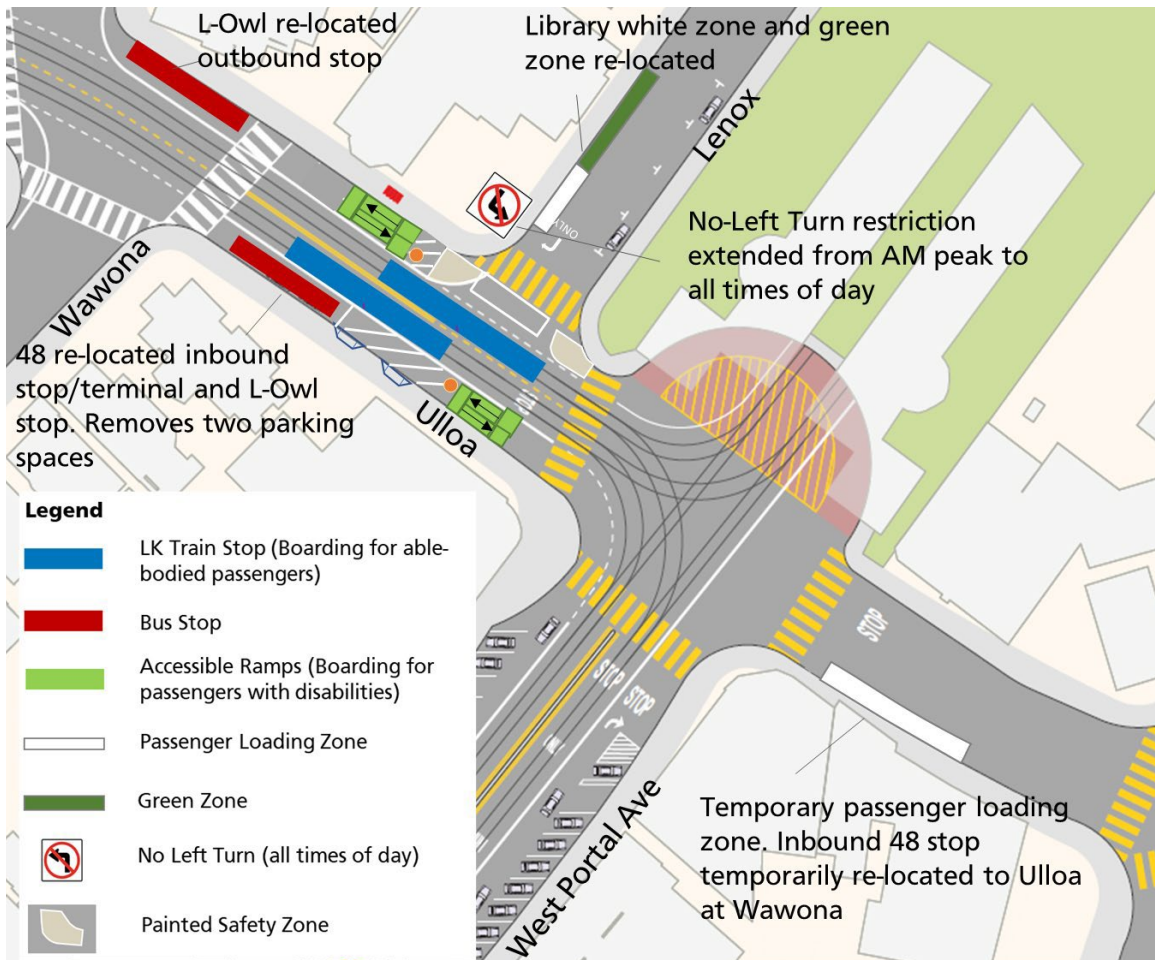 L-Owl re-located
outbound stop
Library white zone and green
zone re-located
Lenox
No-Left Turn restriction
extended from AM peak to
all times of day
ONLY
Wawona
48 re-located inbound
stop/terminal and L-Owl
stop. Removes two parking
spaces
Ulloa
STOP
STOP
STOP
STOP
West Portal Ave
Temporary passenger loading
zone. Inbound 48 stop
temporarily re-located to Ulloa
at Wawona
Legend
LK Train Stop (Boarding for able-
bodied passengers)
Bus Stop
Accessible Ramps (Boarding for
passengers with disabilities)
Passenger Loading Zone
Green Zone
No Left Turn (all times of day)
Painted Safety Zone